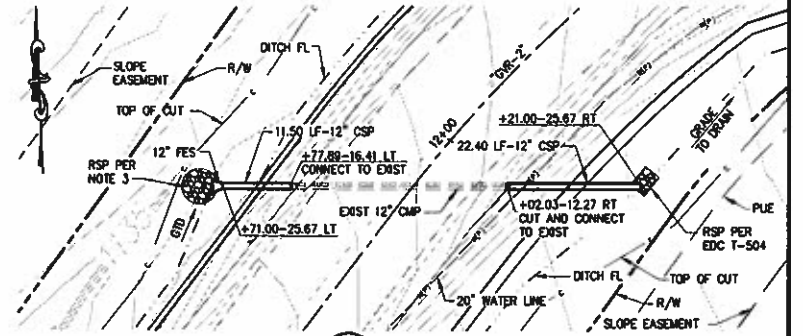 SLOPE
EASEMENT
R/W
DITCH FL
TOP OF CUT
12" FES
11.50 LF-12" CSP
+77.89-16.41 LT
CONNECT TO EXIST
RSP PER
NOTE 3
GTD
+71.00-25.67 LT
EXIST 12" CMP
12+00
"GVR-2"
+21.00-25.67 RT
22.40 LF-12" CSP
GRADE
TO DRAIN
+02.03-12.27 RT
CUT AND CONNECT
TO EXIST
PUE
RSP PER
EDC T-504
DITCH FL
TOP OF CUT
20" WATER LINE
R/W
SLOPE EASEMENT